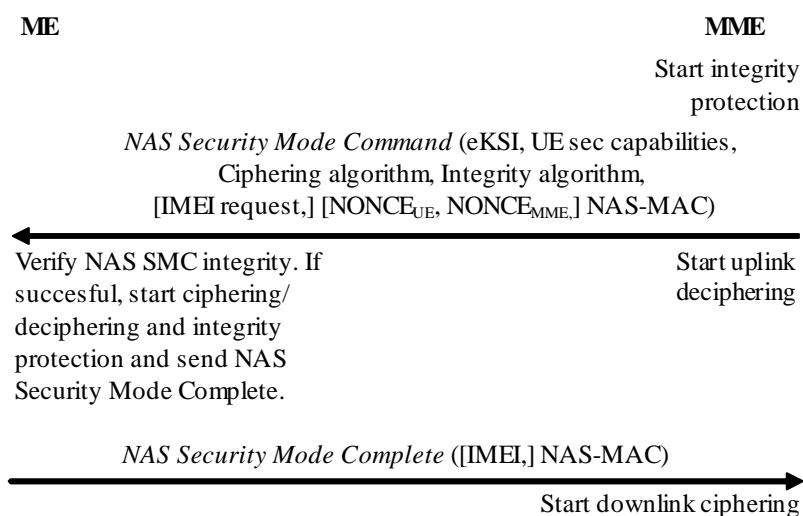 ME
MME
Start integrity
protection
NAS Security Mode Command (eKSI, UE sec capabilities,
Ciphering algorithm, Integrity algorithm,
[IMEI request,] [NONCE_UE, NONCE_MME,] NAS-MAC)
Verify NAS SMC integrity. If
succesful, start ciphering/
deciphering and integrity
protection and send NAS
Security Mode Complete.
Start uplink
deciphering
NAS Security Mode Complete ([IMEI,] NAS-MAC)
Start downlink ciphering